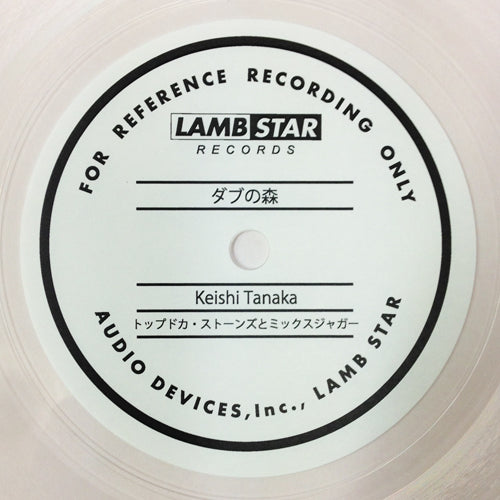 FOR REFERENCE RECORDING ONLY
LAMB STAR
RECORDS
ダブの森
Keishi Tanaka
トップドカ・ストーンズとミックスジャガー
AUDIO DEVICES,Inc., LAMB STAR